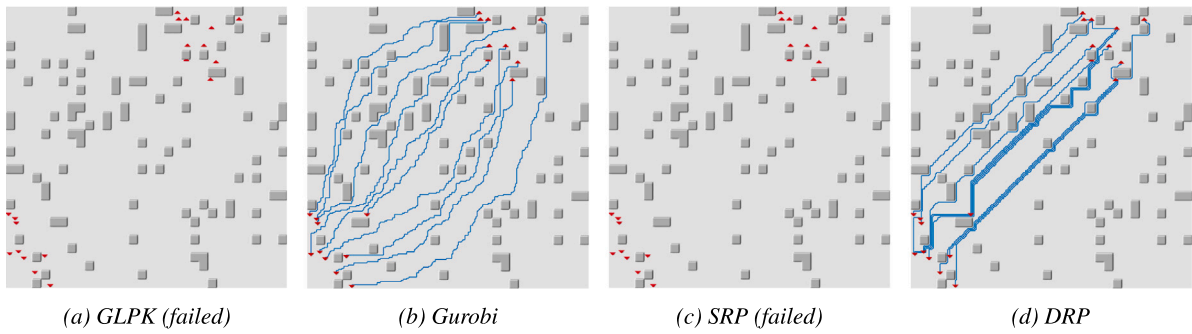 (a) GLPK (failed)
(b) Gurobi
(c) SRP (failed)
(d) DRP